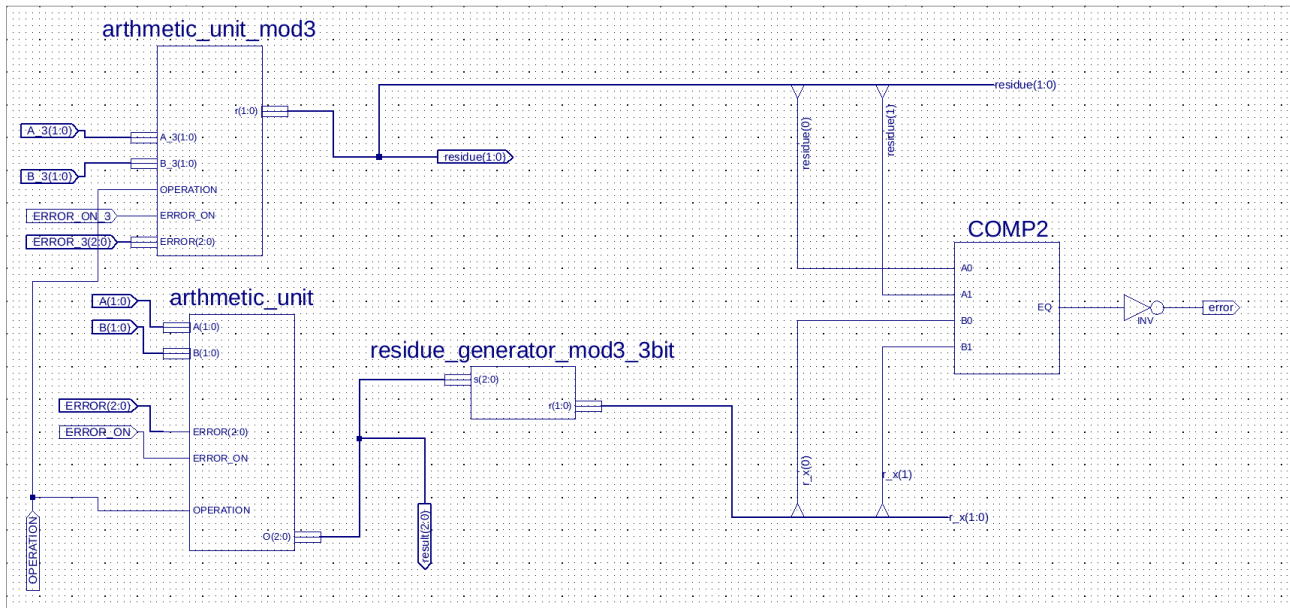 arthmetic_unit_mod3
r(1:0)
residue(1:0)
A_3(1:0)
A_3(1:0)
B_3(1:0)
B_3(1:0)
residue(1:0)
OPERATION
ERROR_ON_3
ERROR_ON
ERROR_3(2:0)
ERROR(2:0)
residue(0)
residue(1)
COMP2
A0
A1
B0
B1
EQ
INV
error
arthmetic_unit
A(1:0)
A(1:0)
B(1:0)
B(1:0)
ERROR(2:0)
ERROR(2:0)
ERROR_ON
ERROR_ON
OPERATION
OPERATION
O(2:0)
residue_generator_mod3_3bit
s(2:0)
r(1:0)
result(2:0)
r_x(0)
r_x(1)
r_x(1:0)